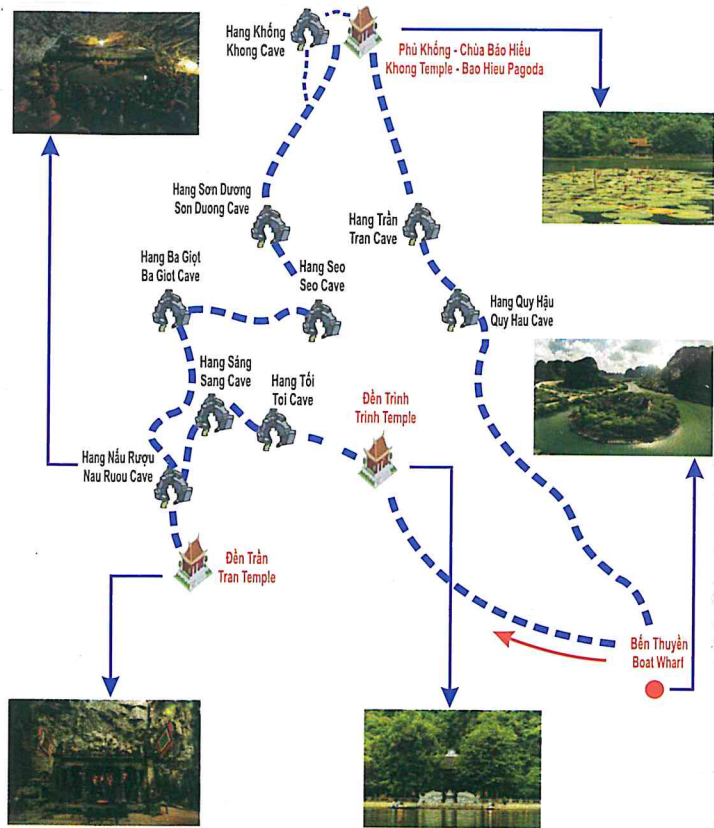 Hang Khống
Khong Cave
Phủ Khống - Chùa Báo Hiếu
Khong Temple - Bao Hieu Pagoda
Hang Sơn Dương
Son Duong Cave
Hang Trần
Tran Cave
Hang Ba Giọt
Ba Giot Cave
Hang Seo
Seo Cave
Hang Quy Hậu
Quy Hau Cave
Hang Sáng
Sang Cave
Hang Tối
Toi Cave
Đền Trình
Trinh Temple
Hang Nấu Rượu
Nau Ruou Cave
Đền Trần
Tran Temple
Bến Thuyền
Boat Wharf